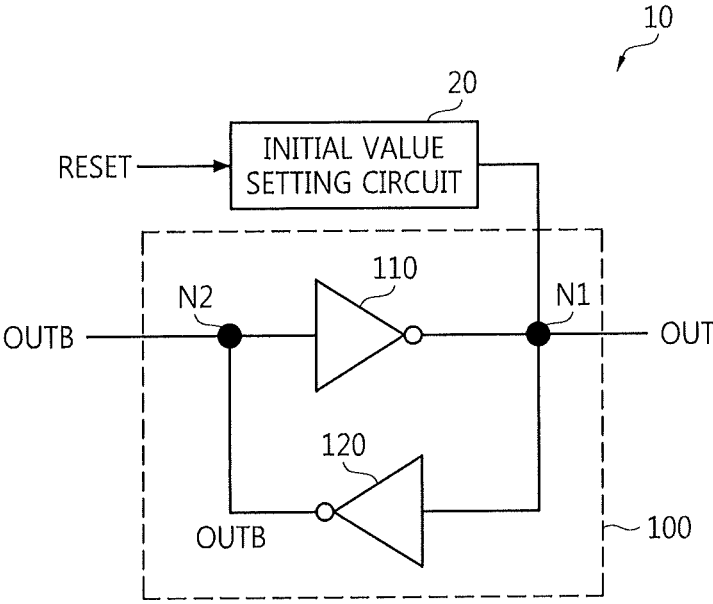 10
20
RESET
INITIAL VALUE
SETTING CIRCUIT
110
N2
N1
OUTB
OUT
120
OUTB
100